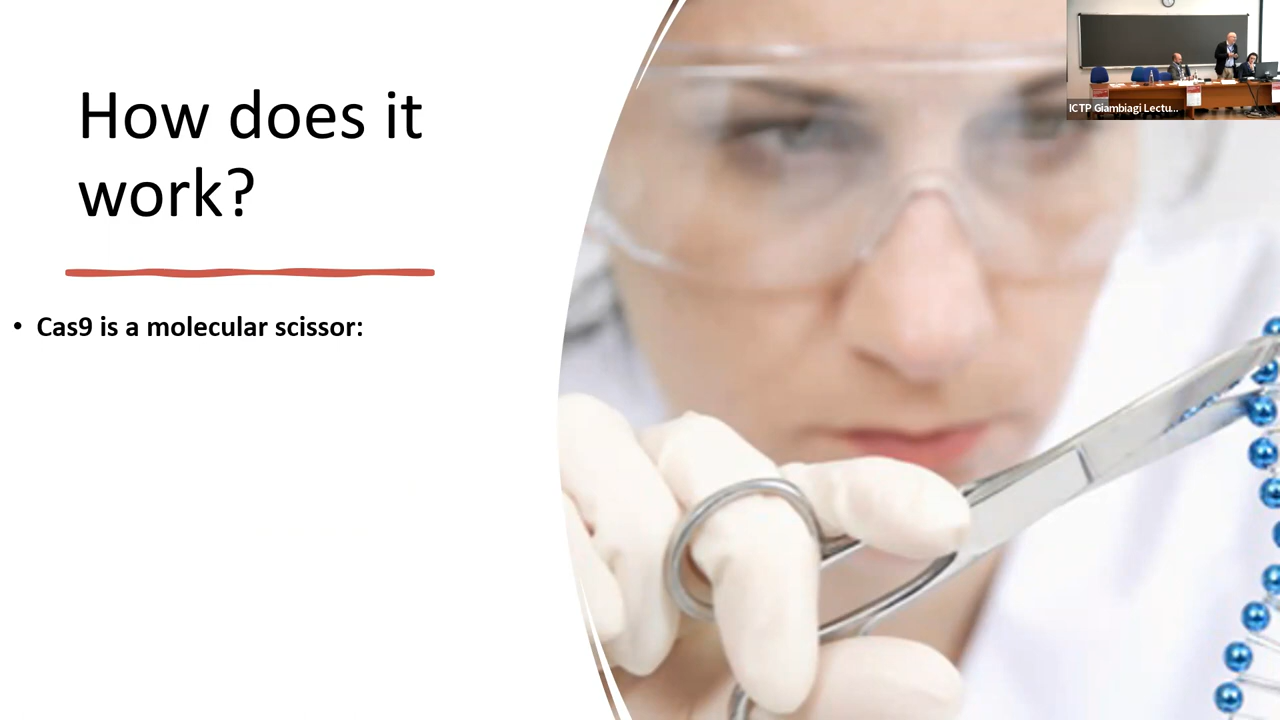 How does it
work?
• Cas9 is a molecular scissor:
ICTP Giambiagi Lectu...